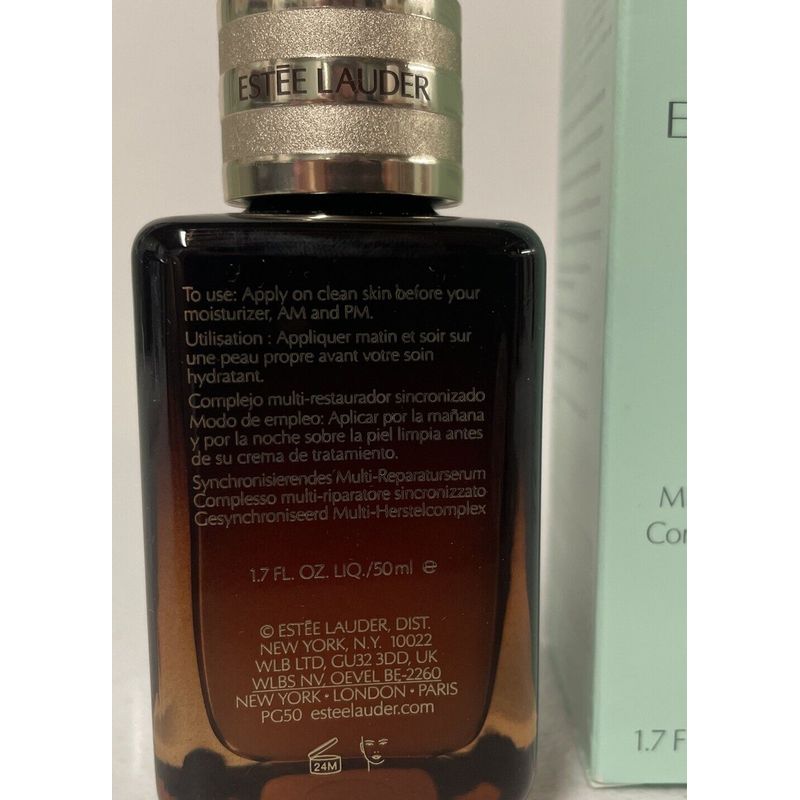 ESTĒE LAUDER
To use: Apply on clean skin before your
moisturizer, AM and PM.
Utilisation : Appliquer matin et soir sur
une peau propre avant votre soin
hydratant.
Complejo multi-restaurador sincronizado
Modo de empleo: Aplicar por la mañana
y por la noche sobre la piel limpia antes
de su crema de tratamiento.
Synchronisierendes Multi-Reparaturserum
Complesso multi-riparatore sincronizzato
Gesynchroniseerd Multi-Herstelcomplex
1.7 FL. OZ. LIQ./50 ml ℮
© ESTĒE LAUDER, DIST.
NEW YORK, N.Y. 10022
WLB LTD, GU32 3DD, UK
WLBS NV, OEVEL BE-2260
NEW YORK • LONDON • PARIS
PG50 esteelauder.com
24M
E
M
Cor
1.7 F